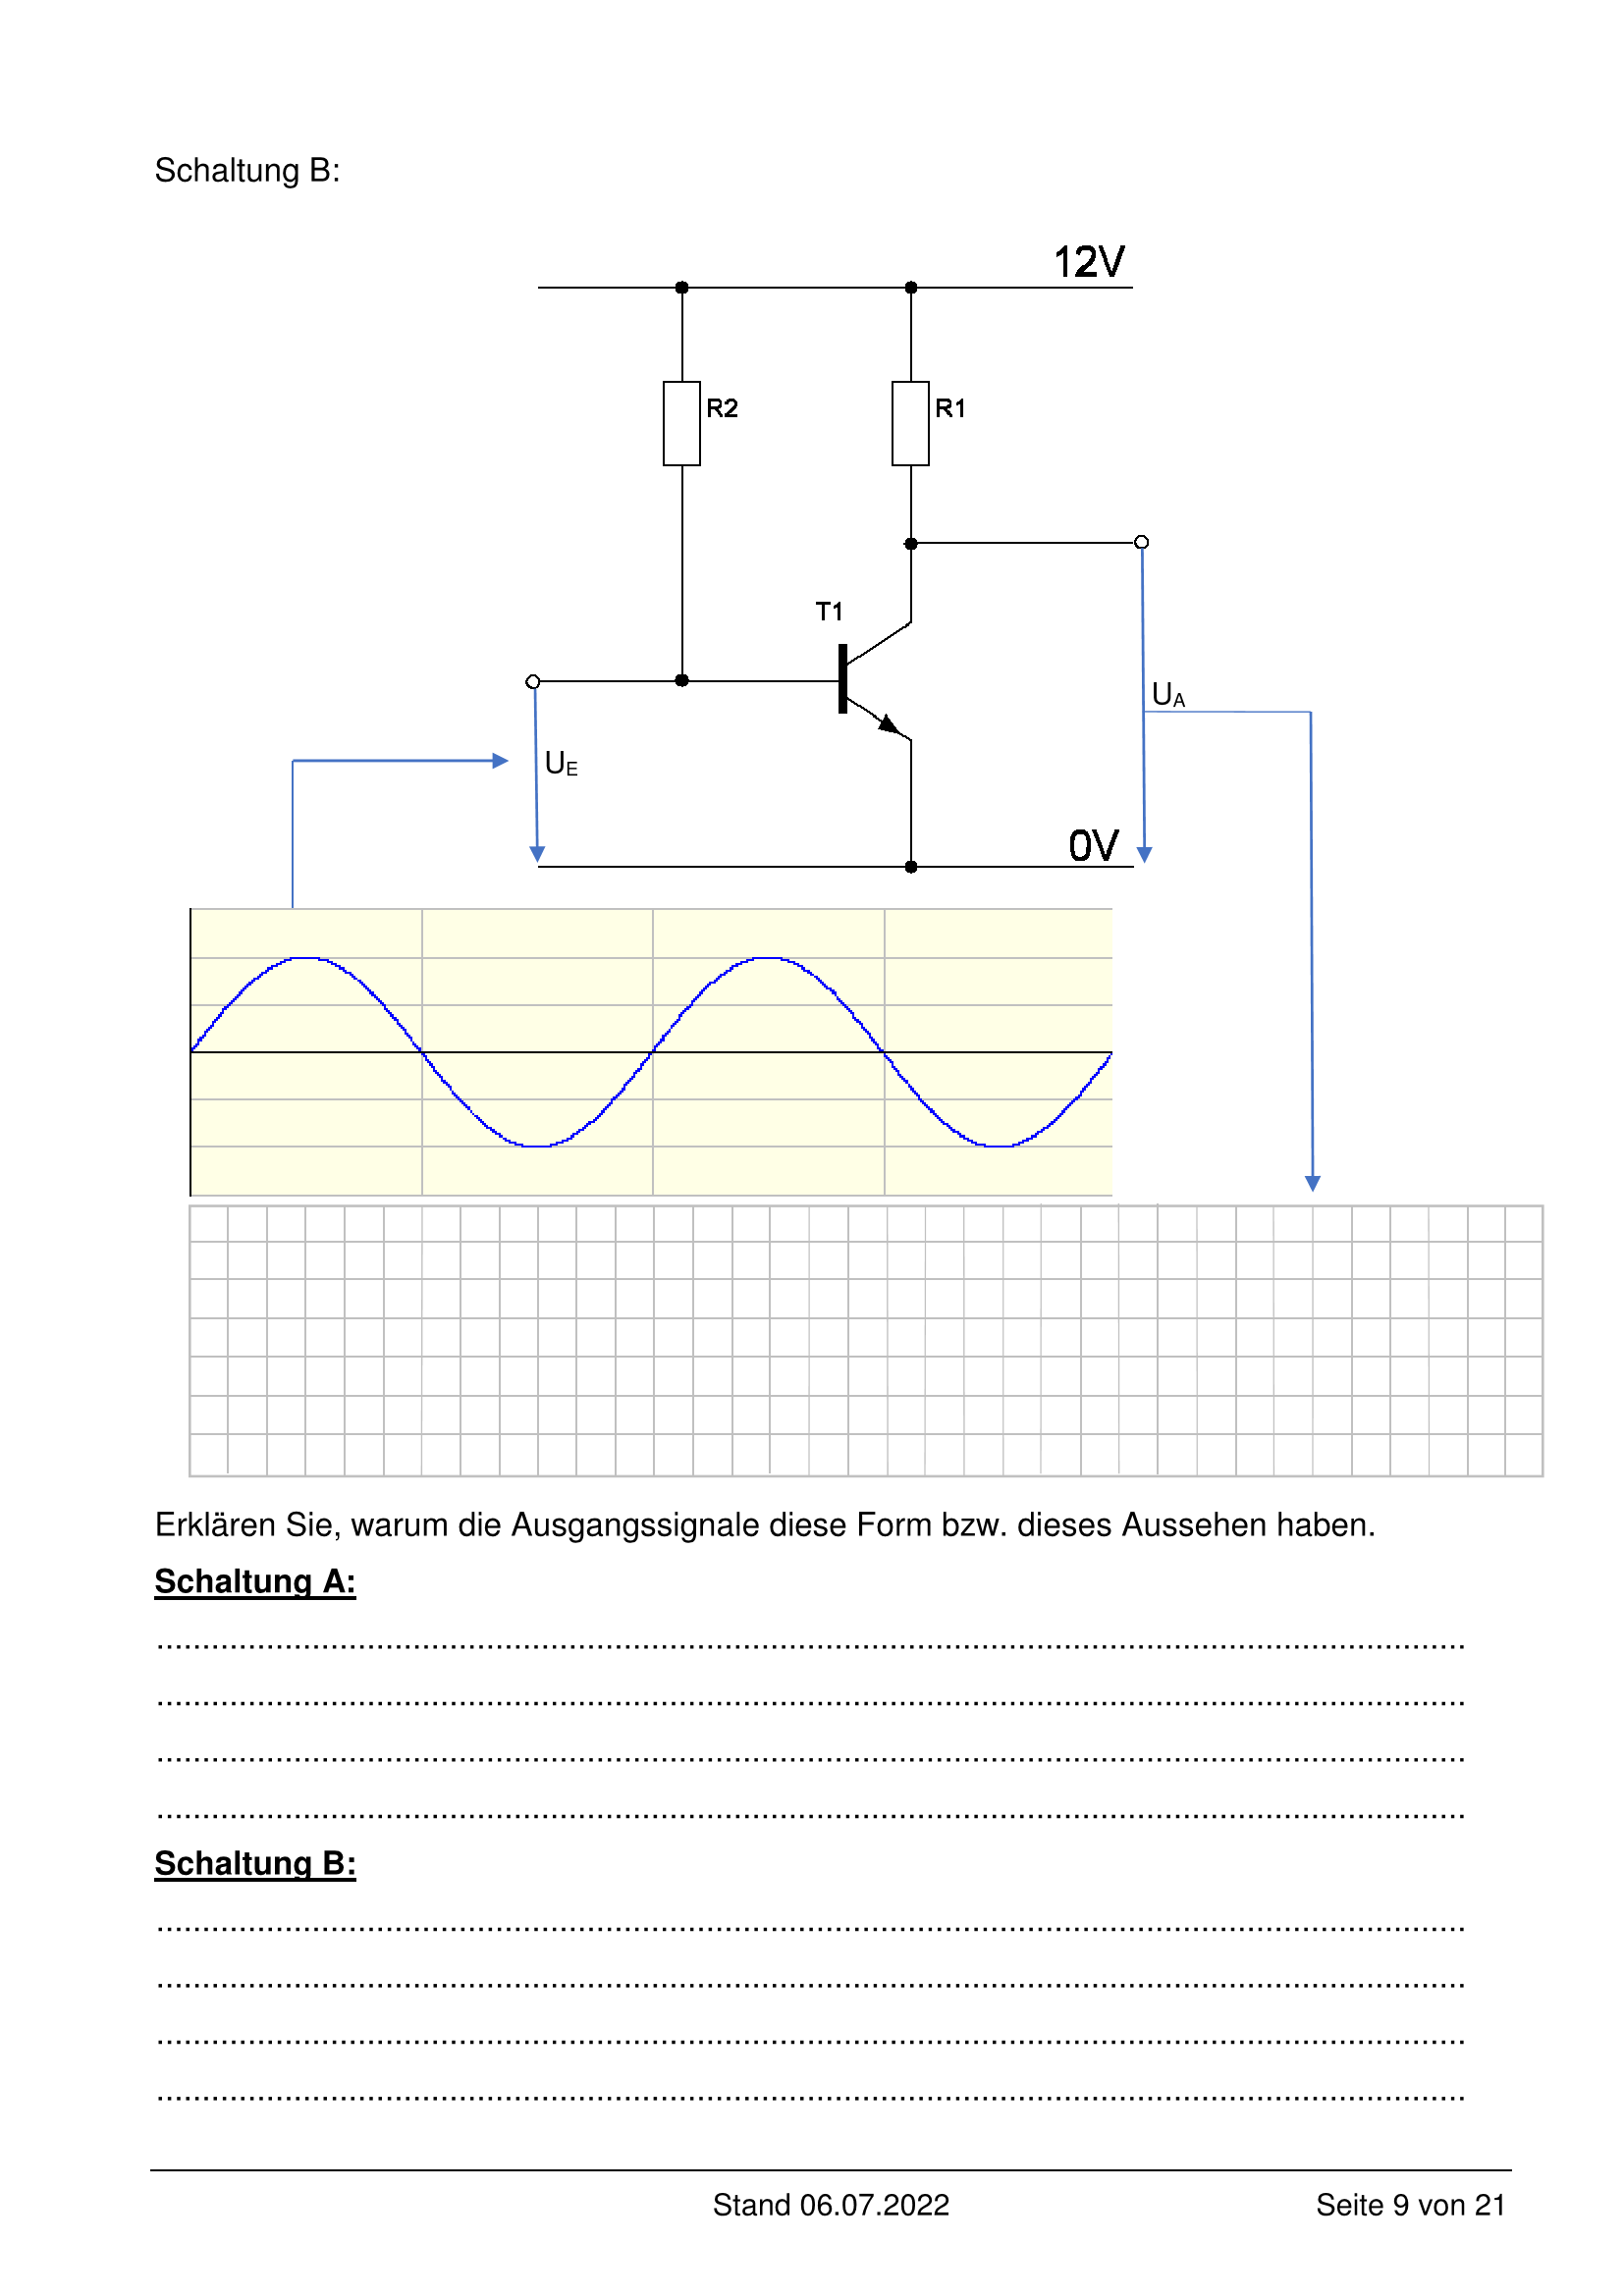 Schaltung B:
12V
R2
R1
T1
UA
UE
0V
Erklären Sie, warum die Ausgangssignale diese Form bzw. dieses Aussehen haben.
Schaltung A:
Schaltung B:
Stand 06.07.2022
Seite 9 von 21